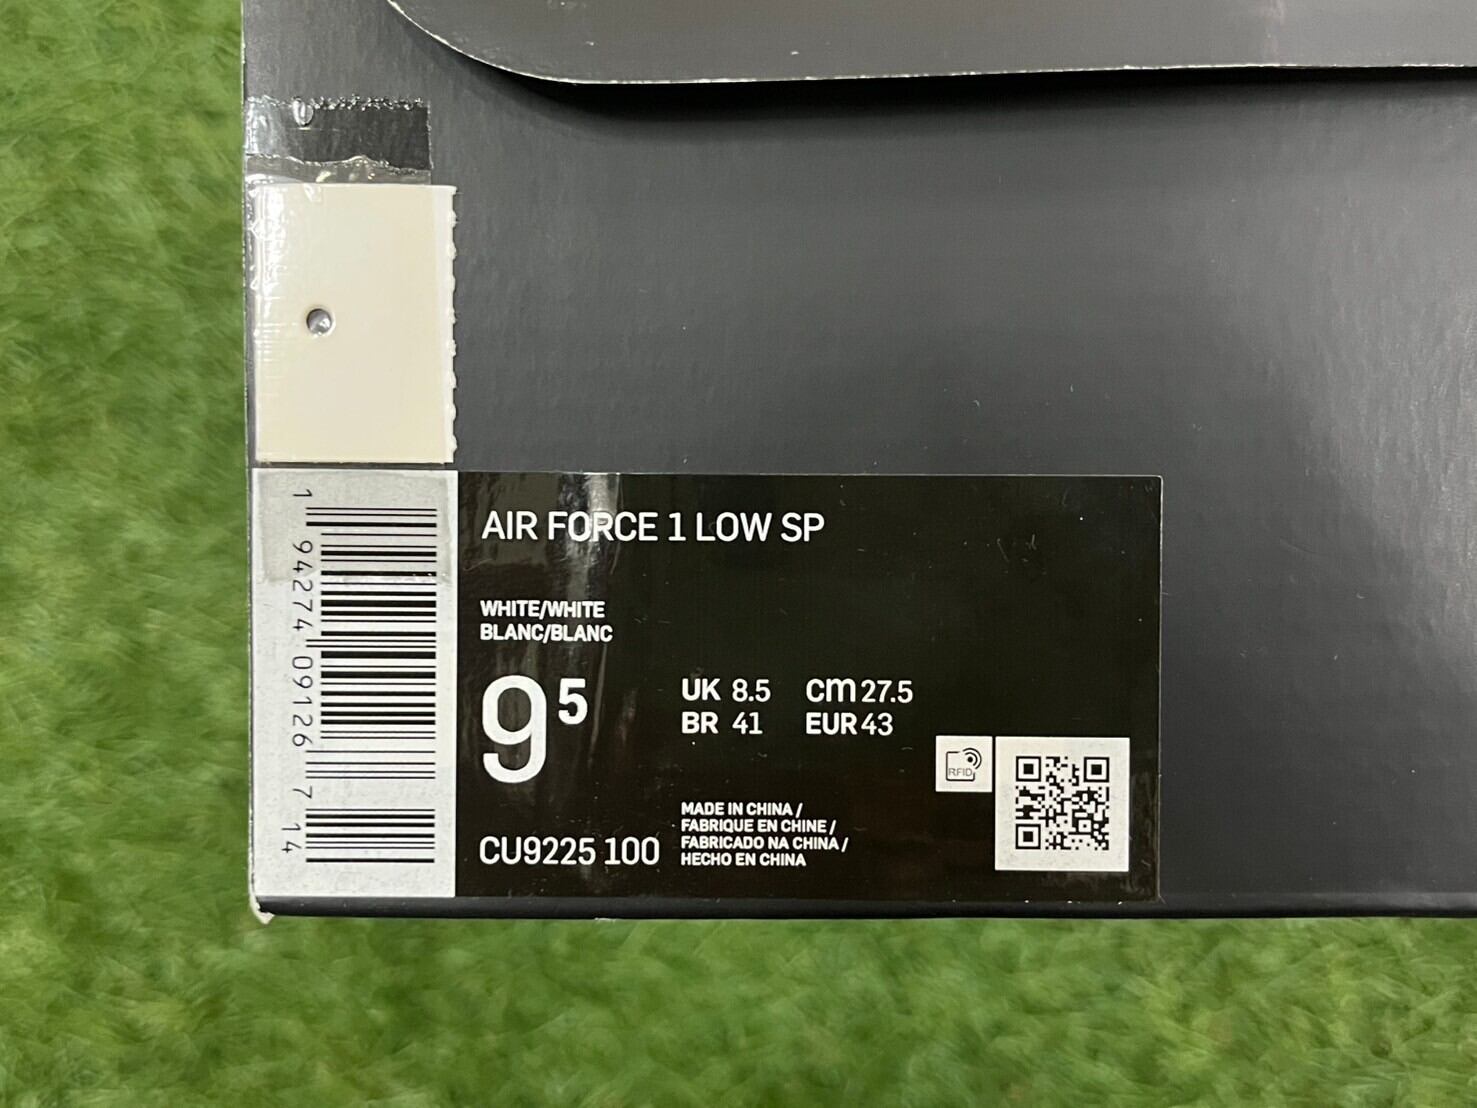 1 94274 09126 7 14
AIR FORCE 1 LOW SP
WHITE/WHITE
BLANC/BLANC
9 5
UK 8.5 cm 27.5
BR 41 EUR 43
RFID
CU9225 100
MADE IN CHINA /
FABRIQUE EN CHINE /
FABRICADO NA CHINA /
HECHO EN CHINA